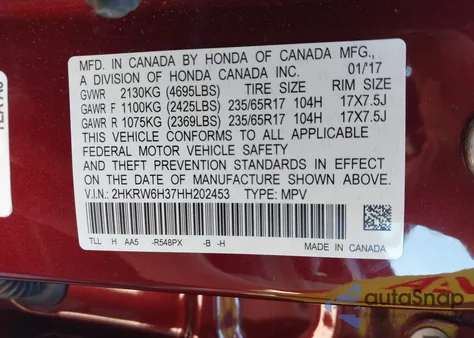 MFD. IN CANADA BY HONDA OF CANADA MFG.,
A DIVISION OF HONDA CANADA INC. 01/17
GVWR 2130KG (4695LBS) TIRE SIZE RIM SIZE
GAWR F 1100KG (2425LBS) 235/65R17 104H 17X7.5J
GAWR R 1075KG (2369LBS) 235/65R17 104H 17X7.5J
THIS VEHICLE CONFORMS TO ALL APPLICABLE
FEDERAL MOTOR VEHICLE SAFETY
AND THEFT PREVENTION STANDARDS IN EFFECT
ON THE DATE OF MANUFACTURE SHOWN ABOVE.
V.I.N.: 2HKRW6H37HH202453 TYPE: MPV
TLL H AA5 -R548PX -B -H
MADE IN CANADA
autoSnap